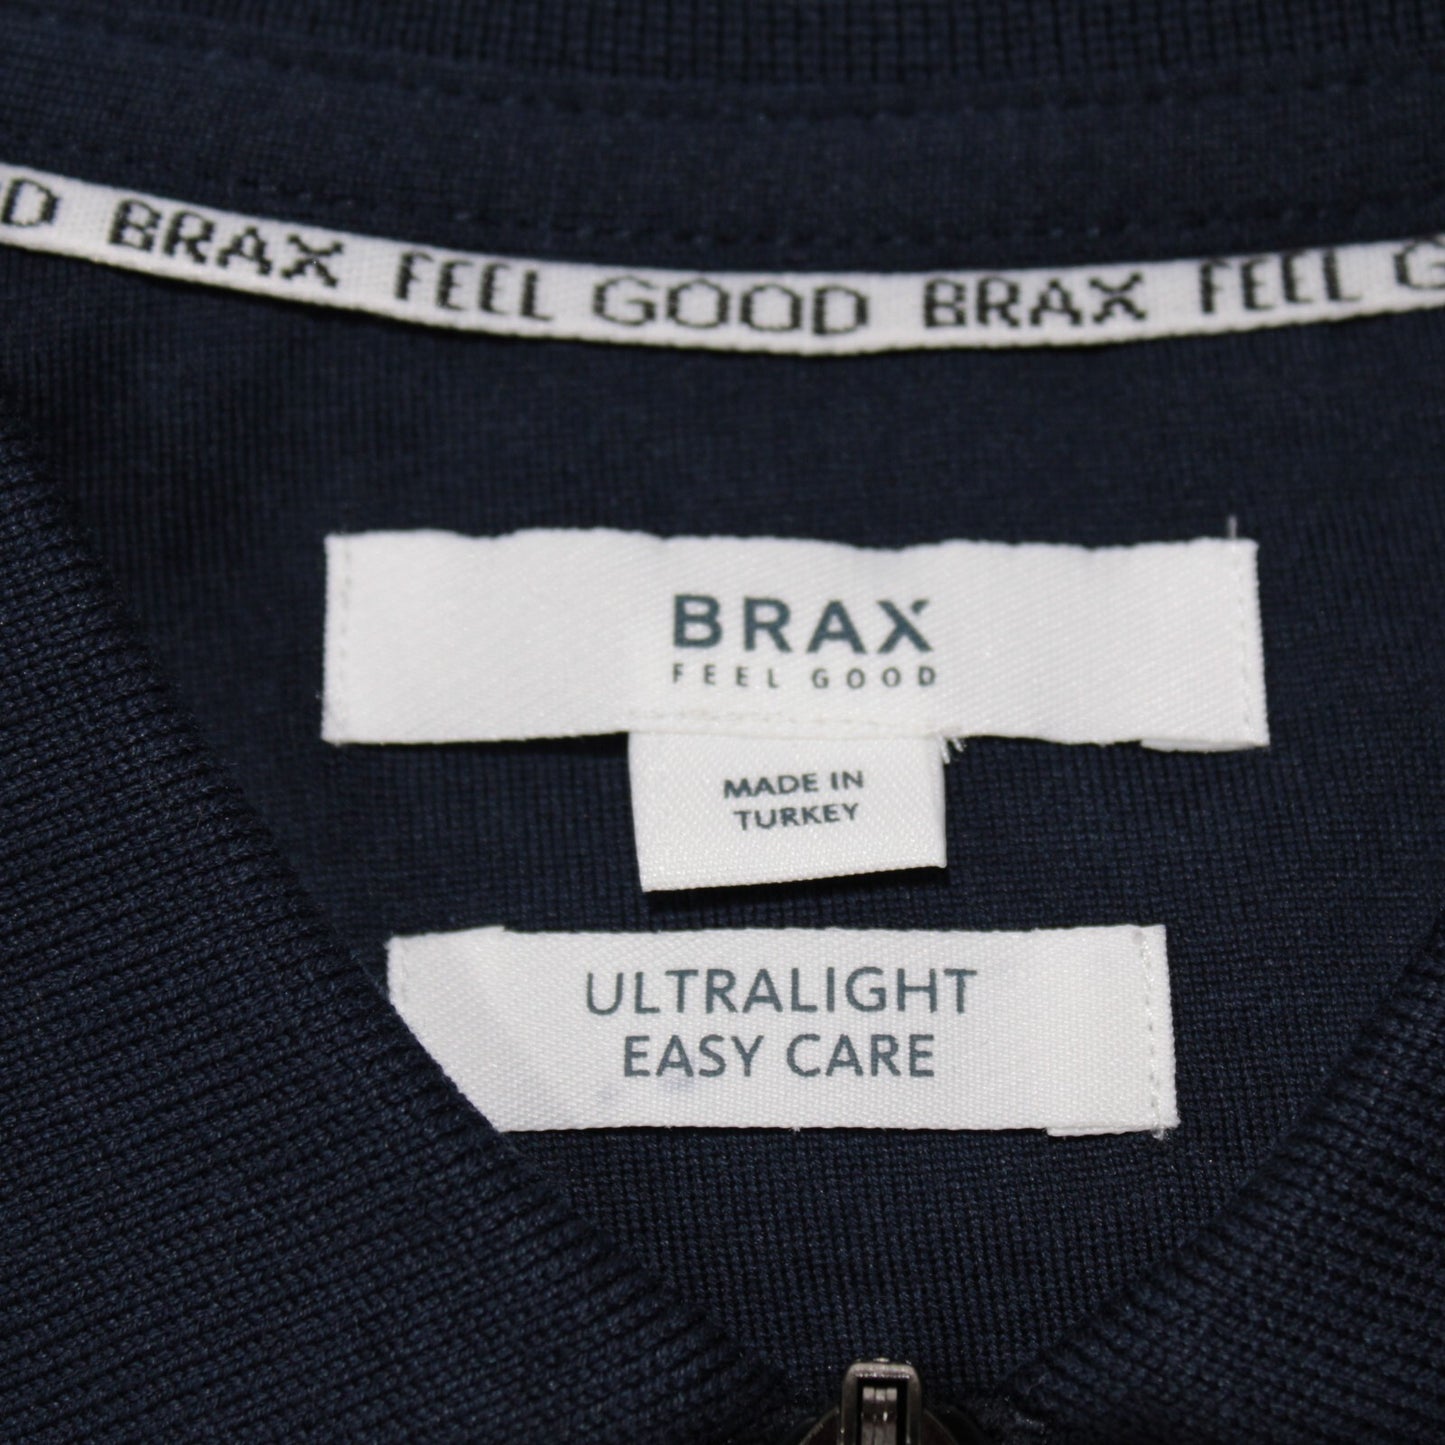 D BRAX FEEL GOOD BRAX FEEL G
BRAX
FEEL GOOD
MADE IN
TURKEY
ULTRALIGHT
EASY CARE